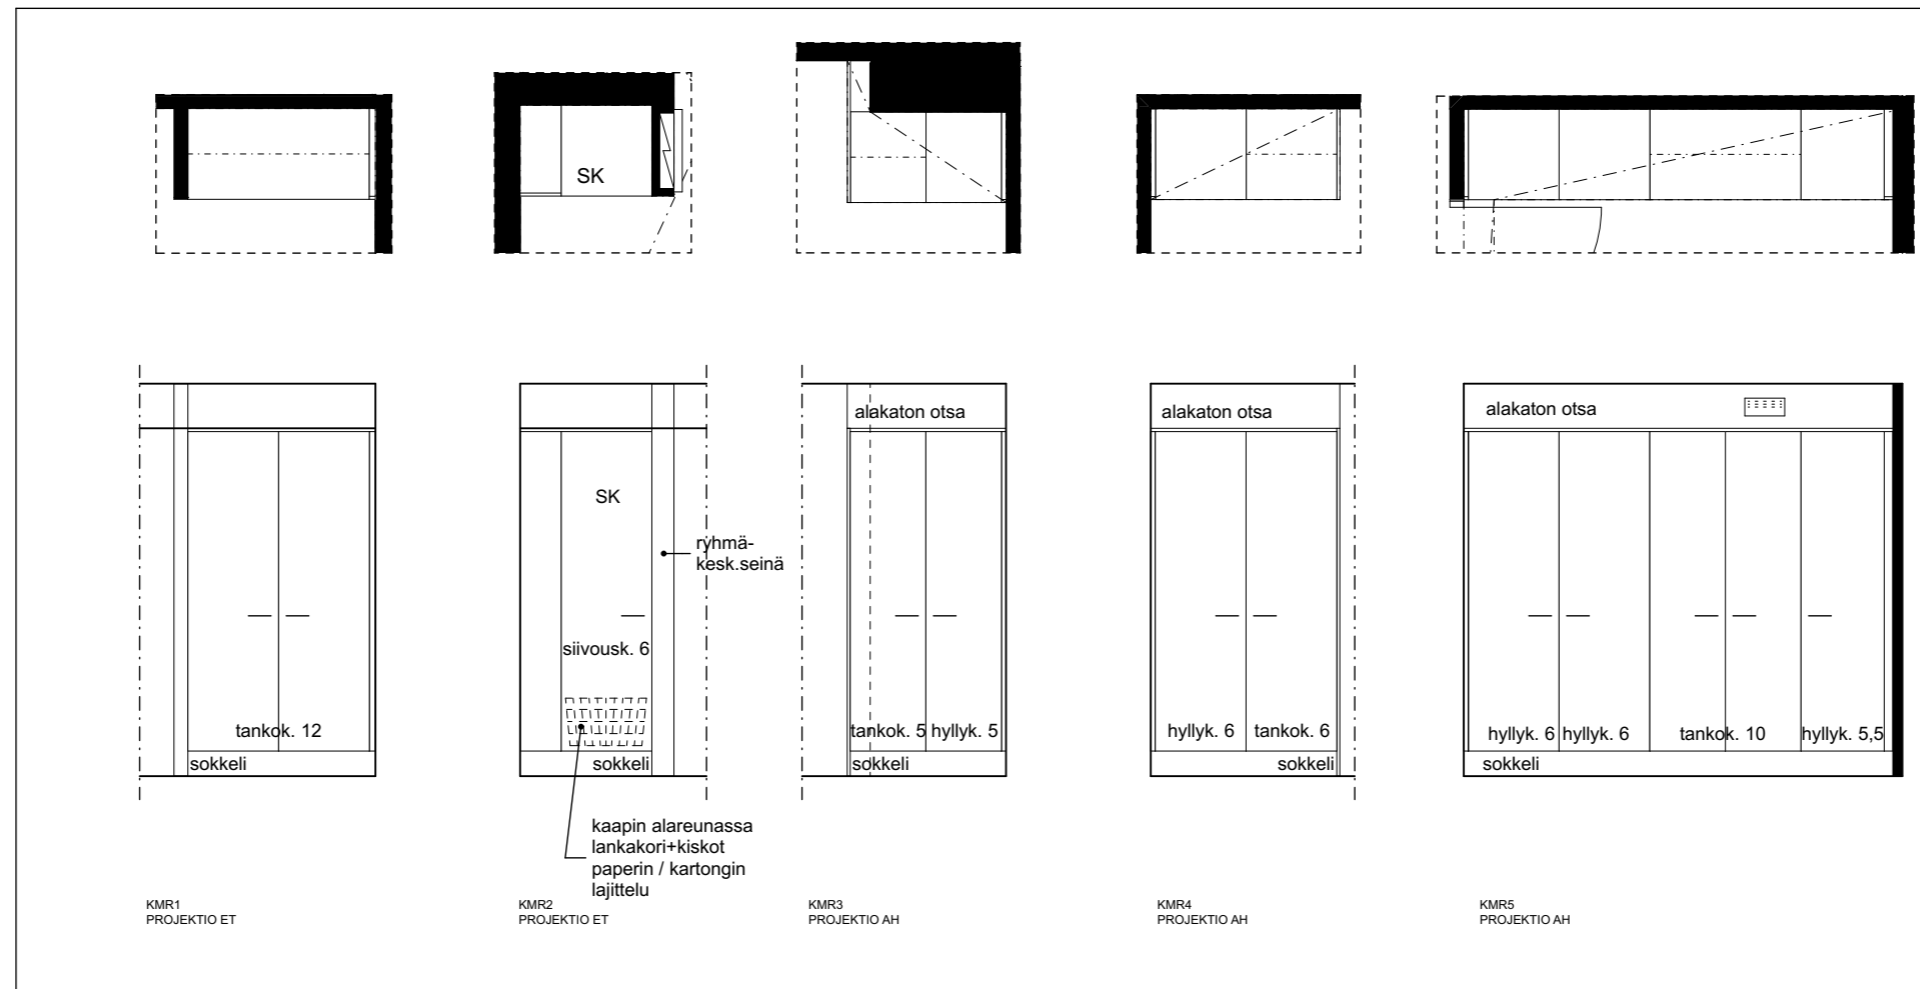 SK
alakaton otsa
alakaton otsa
alakaton otsa
SK
ryhmä-
kesk.seinä
siivousk. 6
tankok. 12
tankok. 5
hyllyk. 5
hyllyk. 6
tankok. 6
hyllyk. 6
hyllyk. 6
tankok. 10
hyllyk. 5,5
sokkeli
sokkeli
sokkeli
sokkeli
sokkeli
kaapin alareunassa
lankakori+kiskot
paperin / kartongin
lajittelu
KMR1
PROJEKTIO ET
KMR2
PROJEKTIO ET
KMR3
PROJEKTIO AH
KMR4
PROJEKTIO AH
KMR5
PROJEKTIO AH